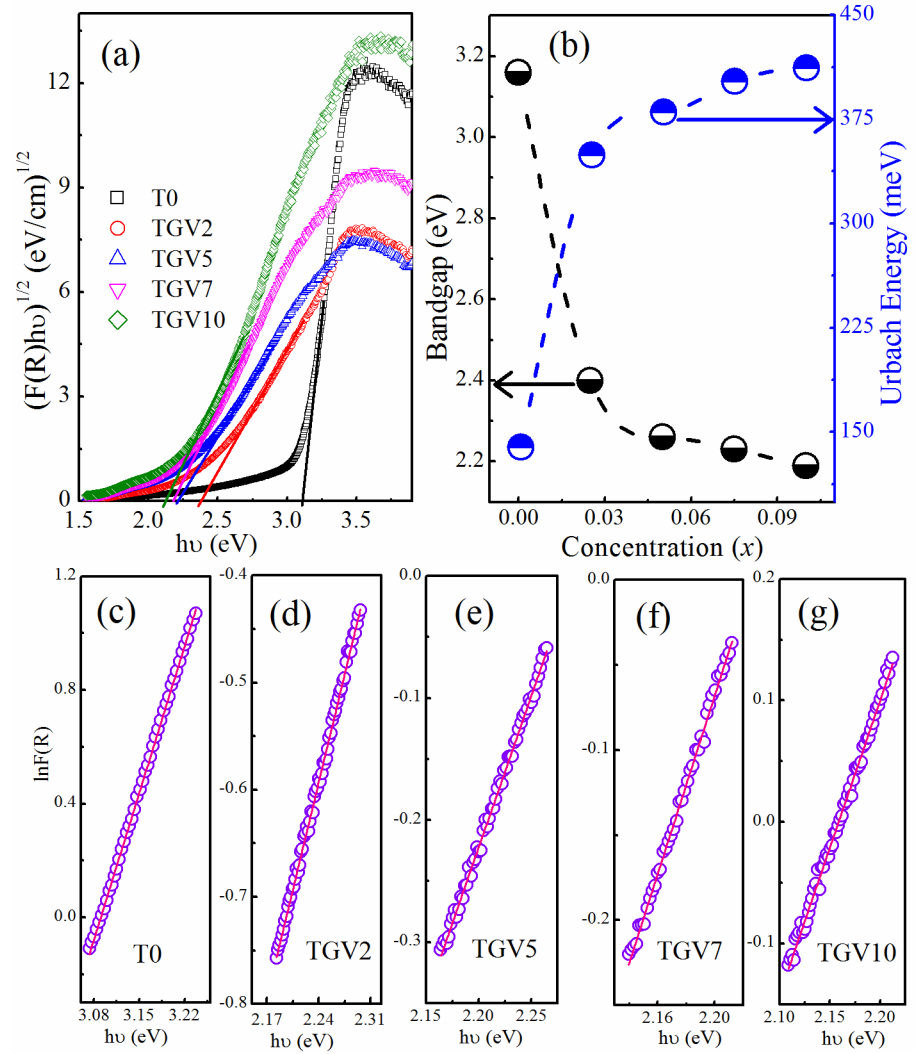 (a)
(F(R)hυ)^1/2 (eV/cm)^1/2
12
9
6
3
0
T0
TGV2
TGV5
TGV7
TGV10
1.5 2.0 2.5 3.0 3.5
hυ (eV)
(b)
Bandgap (eV)
3.2
3.0
2.8
2.6
2.4
2.2
450
375
300
225
150
Urbach Energy (meV)
0.00 0.03 0.06 0.09
Concentration (x)
(c)
lnF(R)
1.2
0.8
0.4
0.0
T0
3.08 3.15 3.22
hυ (eV)
(d)
-0.4
-0.5
-0.6
-0.7
-0.8
TGV2
2.17 2.24 2.31
hυ (eV)
(e)
0.0
-0.1
-0.2
-0.3
TGV5
2.15 2.20 2.25
hυ (eV)
(f)
0.0
-0.1
-0.2
TGV7
2.16 2.20
hυ (eV)
(g)
0.2
0.1
0.0
-0.1
TGV10
2.10 2.15 2.20
hυ (eV)